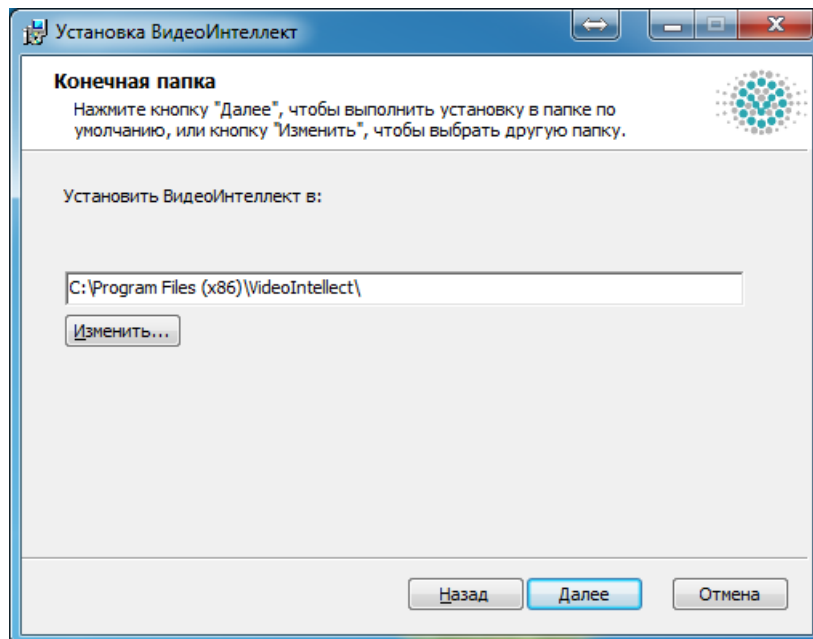 Установка ВидеоИнтеллект
Конечная папка
Нажмите кнопку "Далее", чтобы выполнить установку в папке по
умолчанию, или кнопку "Изменить", чтобы выбрать другую папку.
Установить ВидеоИнтеллект в:
C:\Program Files (x86)\VideoIntellect\
Изменить...
Назад
Далее
Отмена